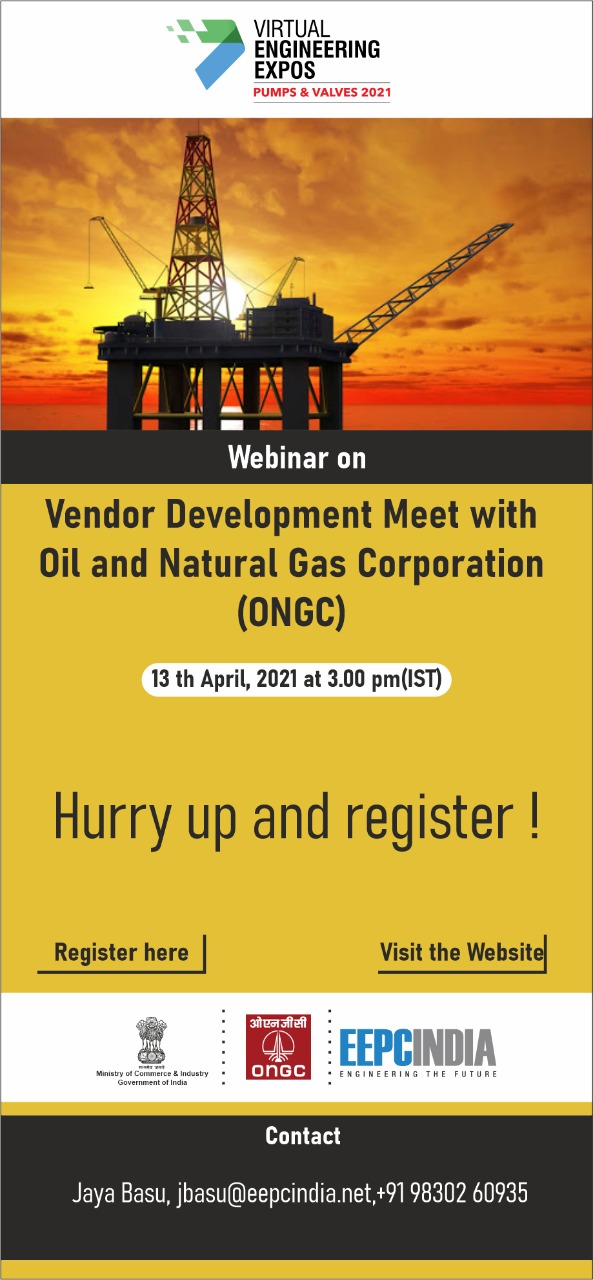 VIRTUAL
ENGINEERING
EXPOS
PUMPS & VALVES 2021
Webinar on
Vendor Development Meet with
Oil and Natural Gas Corporation
(ONGC)
13 th April, 2021 at 3.00 pm(IST)
Hurry up and register !
Register here
Visit the Website
सत्यमेव जयते
Ministry of Commerce & Industry
Government of India
ओएनजीसी
ONGC
EEPCINDIA
ENGINEERING THE FUTURE
Contact
Jaya Basu, jbasu@eepcindia.net,+91 98302 60935